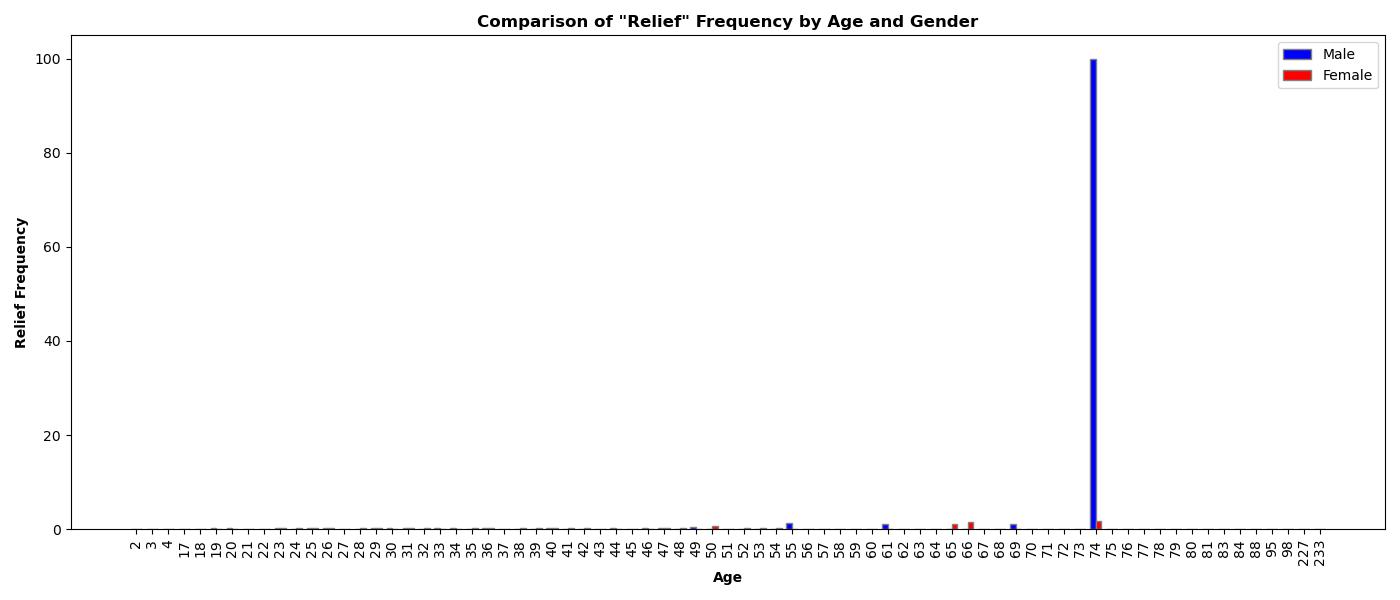 Comparison of "Relief" Frequency by Age and Gender
Male
Female
Relief Frequency
100
80
60
40
20
0
2 3 4 17 18 19 20 21 22 23 24 25 26 27 28 29 30 31 32 33 34 35 36 37 38 39 40 41 42 43 44 45 46 47 48 49 50 51 52 53 54 55 56 57 58 59 60 61 62 63 64 65 66 67 68 69 70 71 72 73 74 75 76 77 78 79 80 81 83 84 88 95 98 227 233
Age